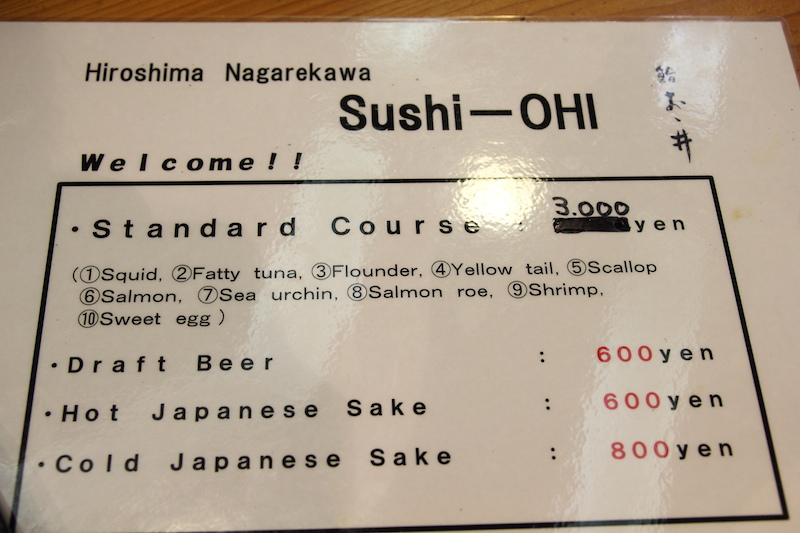 Hiroshima Nagarekawa
Sushi－OHI
鮨 お、井
Welcome!!
・Standard Course : 3.000 yen
(①Squid, ②Fatty tuna, ③Flounder, ④Yellow tail, ⑤Scallop
⑥Salmon, ⑦Sea urchin, ⑧Salmon roe, ⑨Shrimp,
⑩Sweet egg)
・Draft Beer : 600yen
・Hot Japanese Sake : 600yen
・Cold Japanese Sake : 800yen